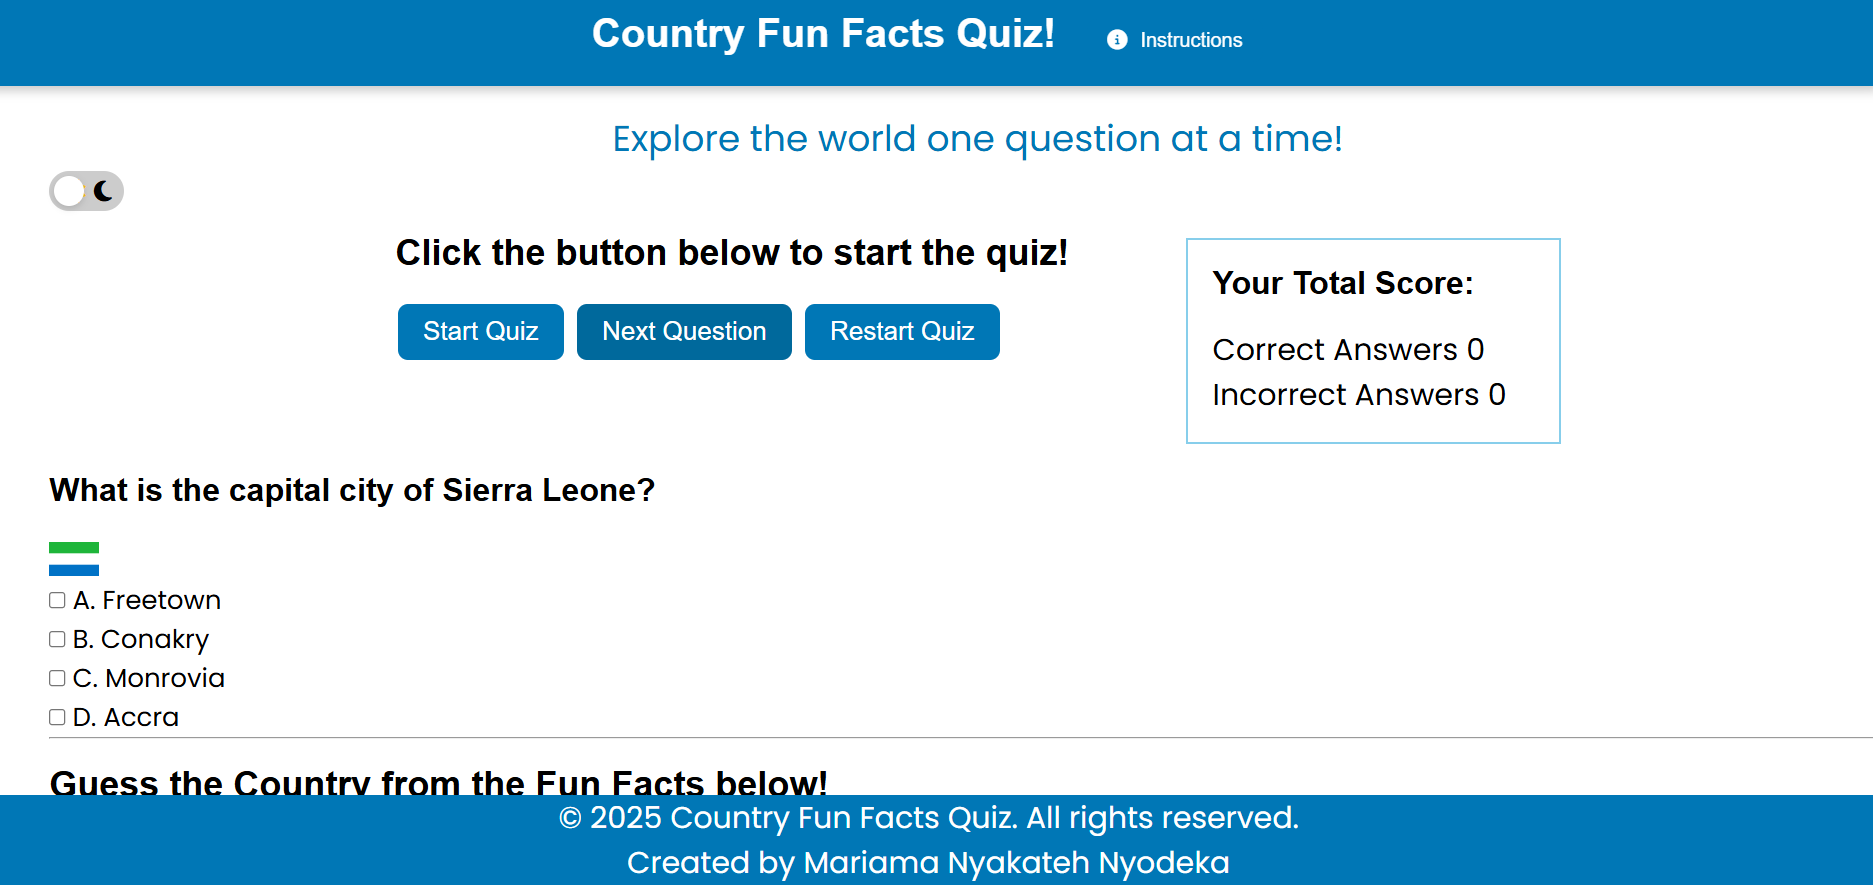 Country Fun Facts Quiz!
Instructions
Explore the world one question at a time!
Click the button below to start the quiz!
Start Quiz
Next Question
Restart Quiz
Your Total Score:
Correct Answers 0
Incorrect Answers 0
What is the capital city of Sierra Leone?
A. Freetown
B. Conakry
C. Monrovia
D. Accra
Guess the Country from the Fun Facts below!
© 2025 Country Fun Facts Quiz. All rights reserved.
Created by Mariama Nyakateh Nyodeka